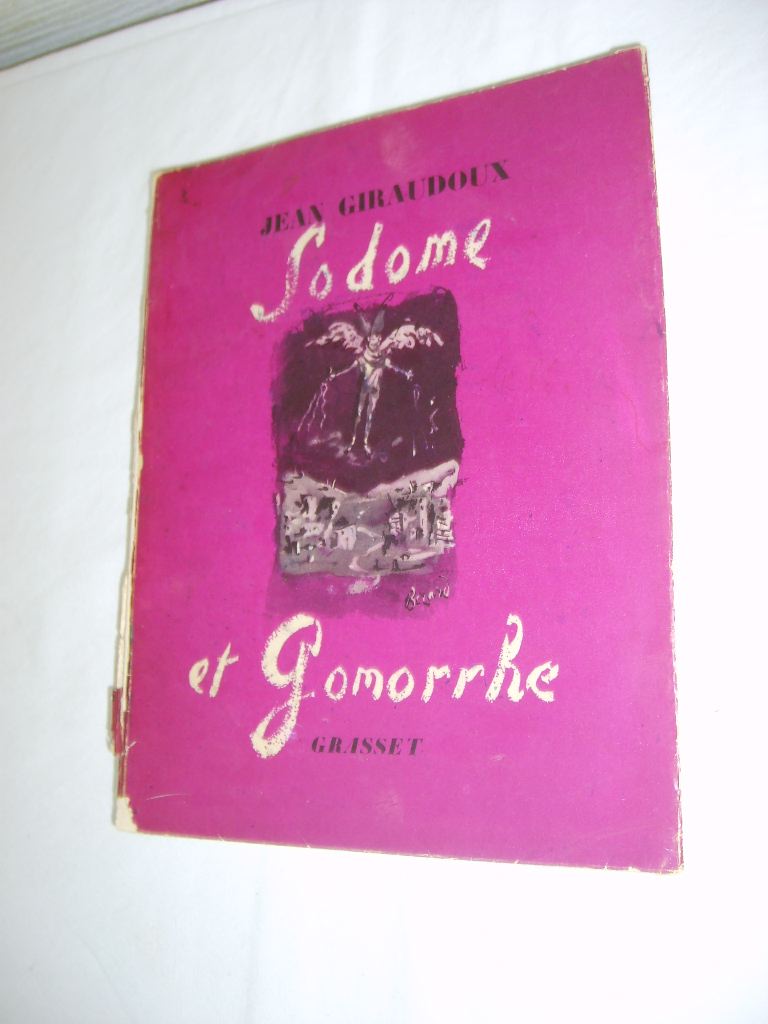 JEAN GIRAUDOUX
Sodome
et Gomorrhe
GRASSET